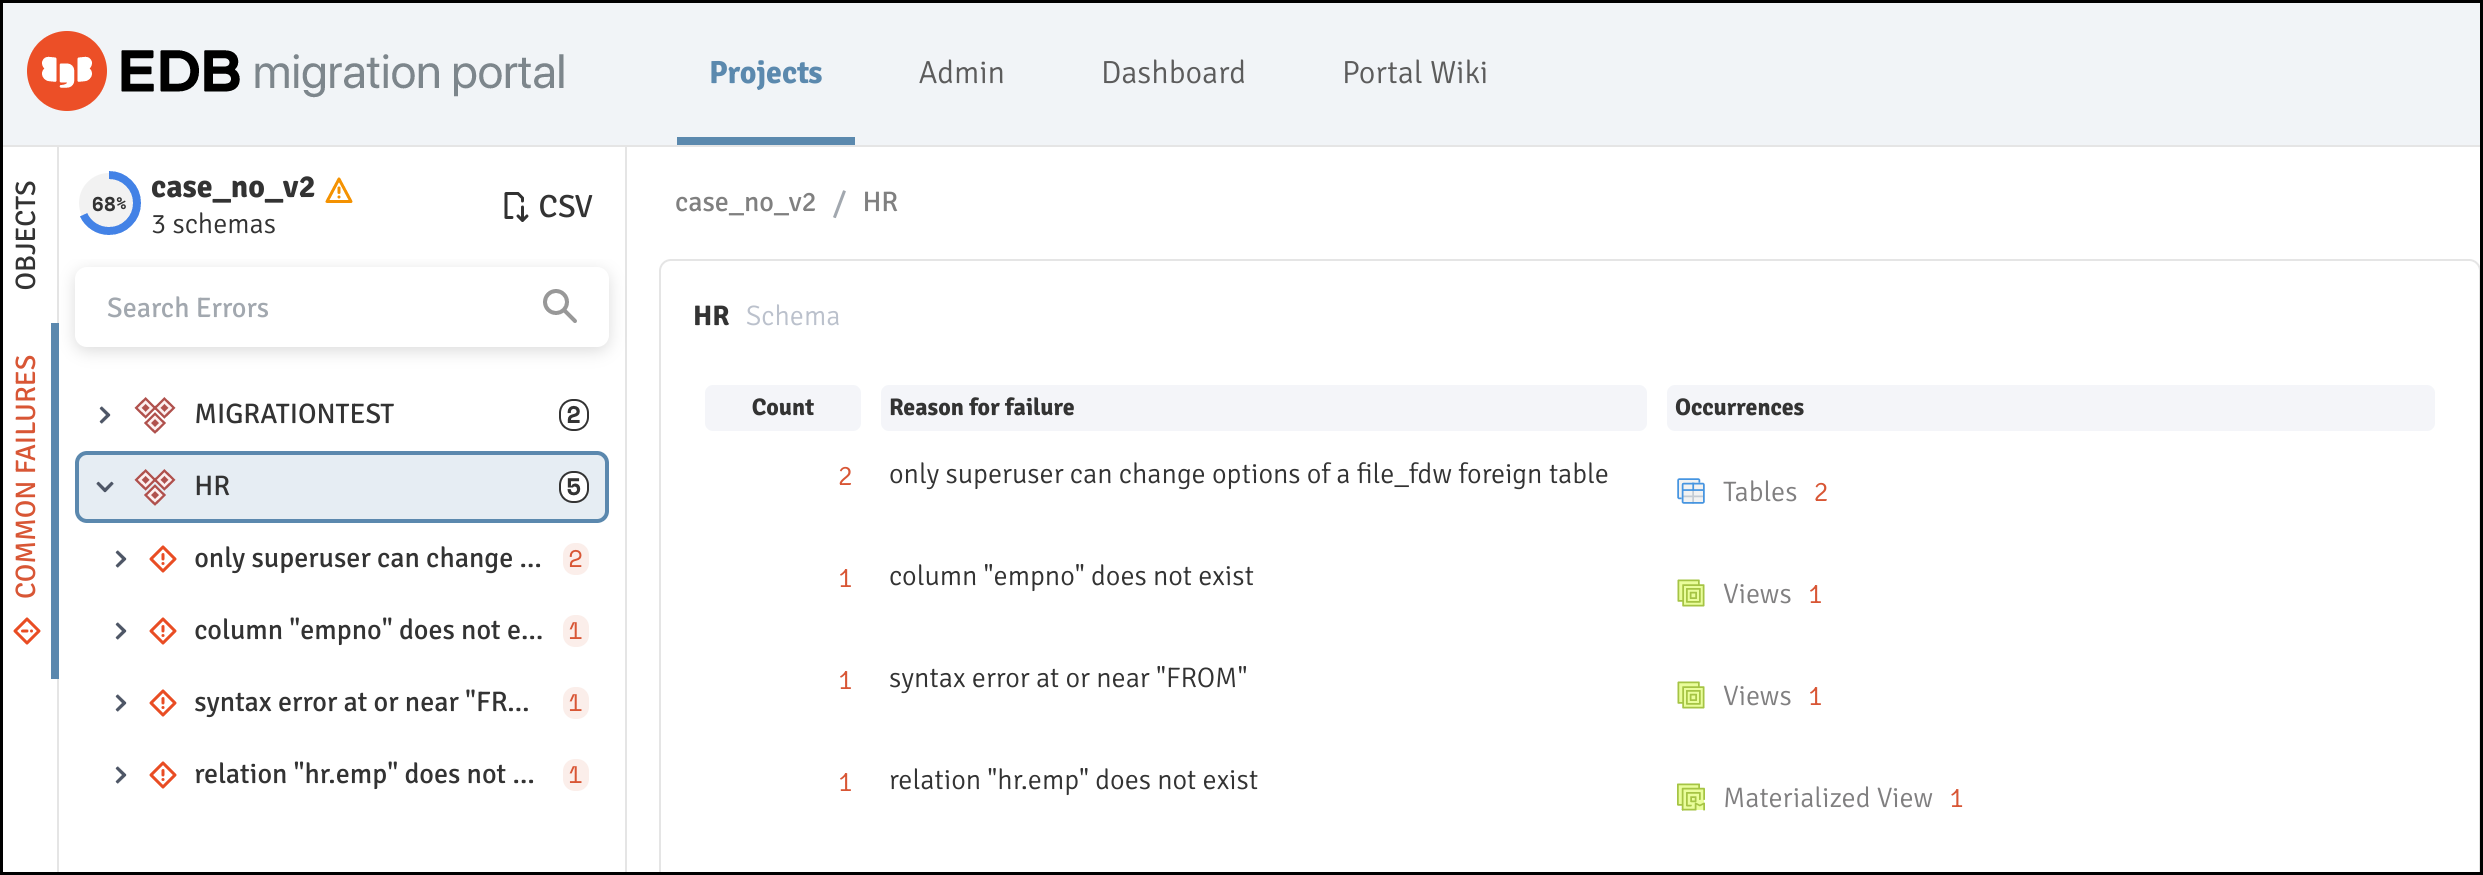 EDB migration portal
Projects
Admin
Dashboard
Portal Wiki
OBJECTS
COMMON FAILURES
68%
case_no_v2
3 schemas
CSV
Search Errors
MIGRATIONTEST 2
HR 5
only superuser can change ... 2
column "empno" does not e... 1
syntax error at or near "FR... 1
relation "hr.emp" does not ... 1
case_no_v2 / HR
HR Schema
Count Reason for failure Occurrences
2 only superuser can change options of a file_fdw foreign table Tables 2
1 column "empno" does not exist Views 1
1 syntax error at or near "FROM" Views 1
1 relation "hr.emp" does not exist Materialized View 1